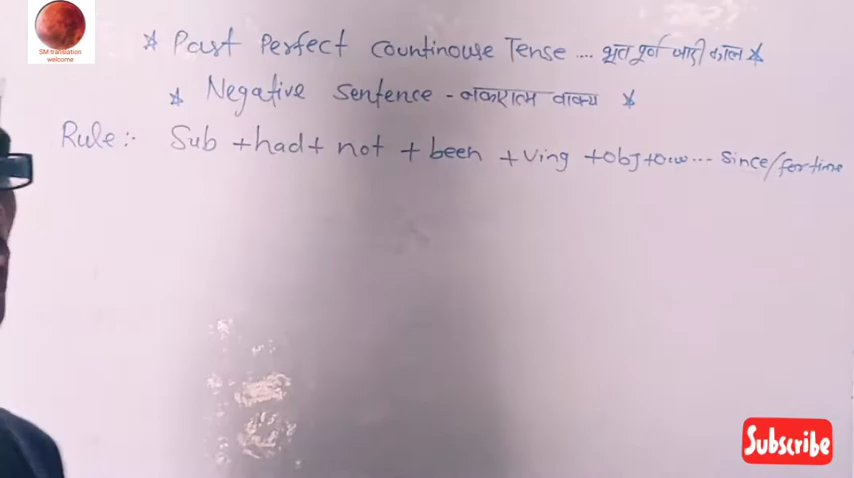 SM translation
welcome
* Past Perfect Countinouse Tense ... भूत पूर्ण जारी काल *
* Negative Sentence - नकारात्म वाक्य *
Rule :- Sub + had + not + been + Ving + obj + o.w ... Since/for time
Subscribe